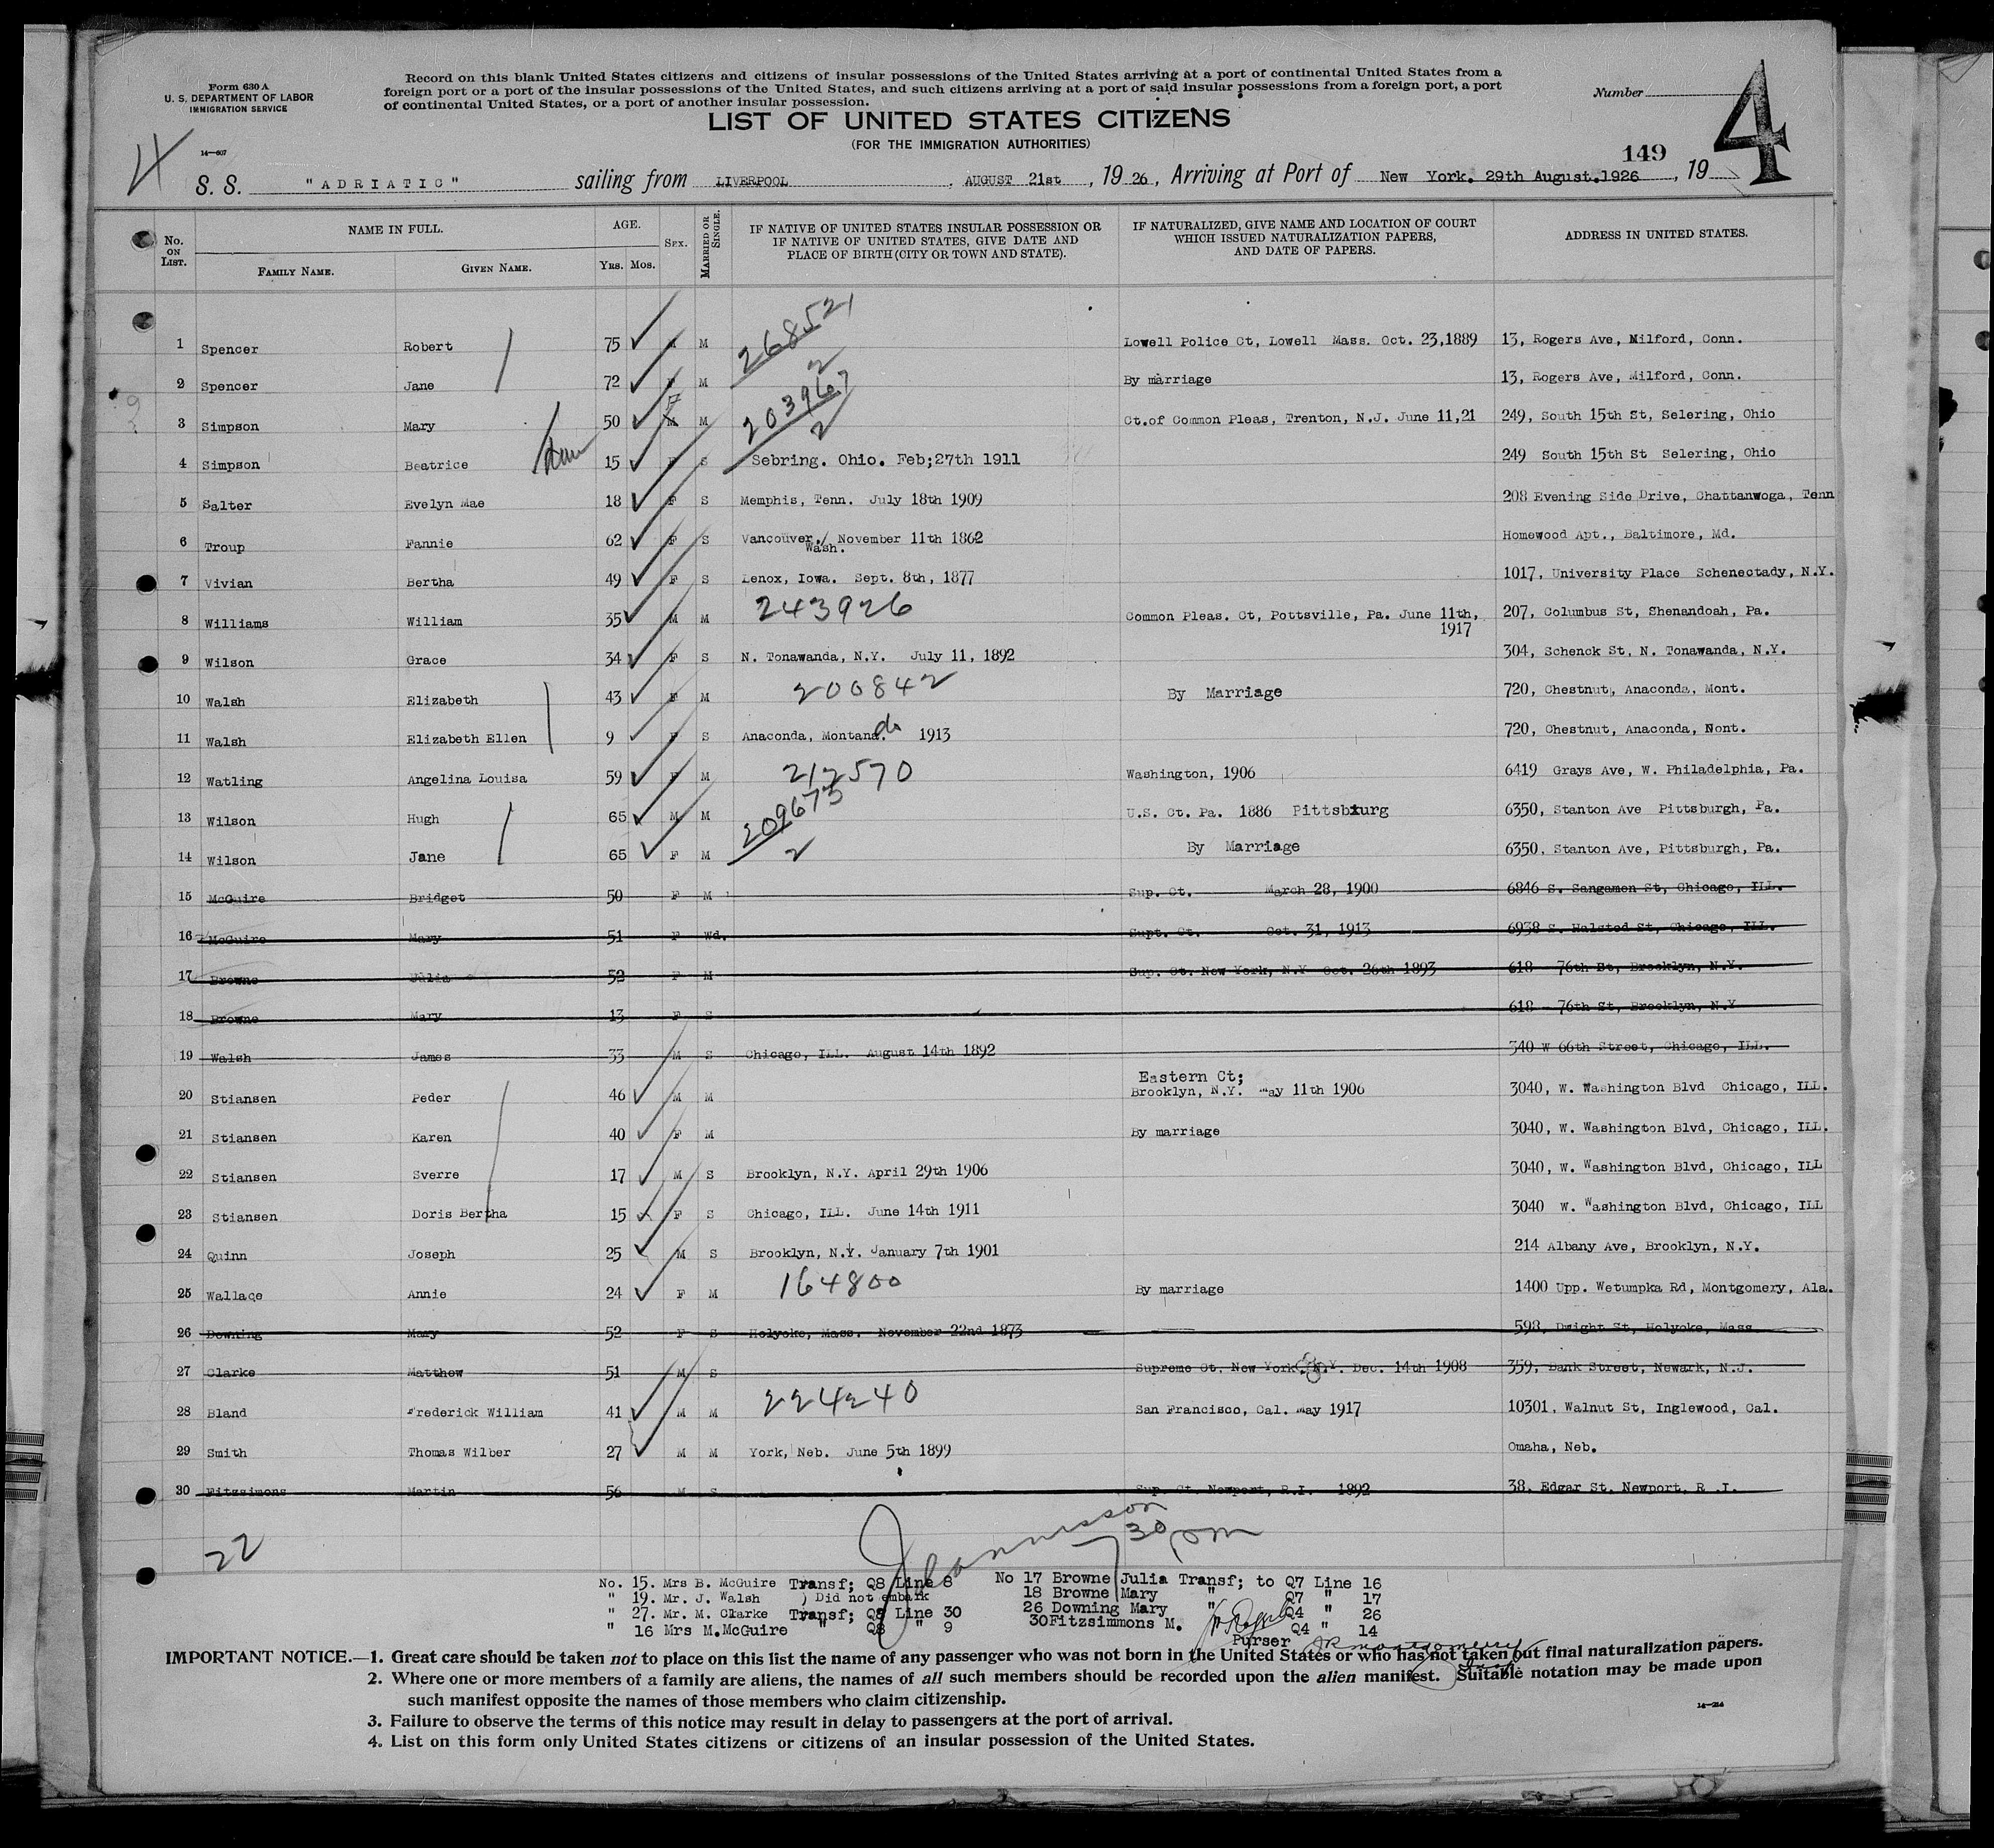 Form 630 A
U. S. DEPARTMENT OF LABOR
IMMIGRATION SERVICE
14—607
Record on this blank United States citizens and citizens of insular possessions of the United States arriving at a port of continental United States from a
foreign port or a port of the insular possessions of the United States, and such citizens arriving at a port of said insular possessions from a foreign port, a port
of continental United States, or a port of another insular possession.
Number
4
LIST OF UNITED STATES CITIZENS
(FOR THE IMMIGRATION AUTHORITIES)
149
4
S. S. "ADRIATIC" sailing from LIVERPOOL, AUGUST 21st, 1926, Arriving at Port of New York. 29th August.1926, 19
No. ON LIST. NAME IN FULL. FAMILY NAME. GIVEN NAME. AGE. YRS. MOS. SEX. MARRIED OR SINGLE. IF NATIVE OF UNITED STATES INSULAR POSSESSION OR IF NATIVE OF UNITED STATES, GIVE DATE AND PLACE OF BIRTH (CITY OR TOWN AND STATE). IF NATURALIZED, GIVE NAME AND LOCATION OF COURT WHICH ISSUED NATURALIZATION PAPERS, AND DATE OF PAPERS. ADDRESS IN UNITED STATES.
1 Spencer Robert 75 M M 268521 2 Lowell Police Ct, Lowell Mass. Oct. 23,1889 13, Rogers Ave, Milford, Conn.
2 Spencer Jane 72 F M By marriage 13, Rogers Ave, Milford, Conn.
3 Simpson Mary 50 F M 203967 2 Ct.of Common Pleas, Trenton, N.J. June 11,21 249, South 15th St, Selering, Ohio
4 Simpson Beatrice 15 F S Sebring. Ohio. Feb;27th 1911 249 South 15th St Selering, Ohio
5 Salter Evelyn Mae 18 F S Memphis, Tenn. July 18th 1909 208 Evening Side Drive, Chattanwoga, Tenn
6 Troup Fannie 62 F S Vancouver,/ November 11th 1862 Homewood Apt., Baltimore, Md.
Wash.
7 Vivian Bertha 49 F S Lenox, Iowa. Sept. 8th, 1877 1017, University Place Schenectady, N.Y.
8 Williams William 35 M M 243926 Common Pleas. Ct, Pottsville, Pa. June 11th, 1917 207, Columbus St, Shenandoah, Pa.
9 Wilson Grace 34 F S N. Tonawanda, N.Y. July 11, 1892 304, Schenck St, N. Tonawanda, N.Y.
10 Walsh Elizabeth 43 F M 200842 By Marriage 720, Chestnut, Anaconda, Mont.
11 Walsh Elizabeth Ellen 9 F S Anaconda, Montana. do 1913 720, Chestnut, Anaconda, Nont.
12 Watling Angelina Louisa 59 F M 212570 Washington, 1906 6419 Grays Ave, W. Philadelphia, Pa.
13 Wilson Hugh 65 M M 209673 2 U.S. Ct. Pa. 1886 Pittsbxurg 6350, Stanton Ave Pittsburgh, Pa.
14 Wilson Jane 65 F M By Marriage 6350, Stanton Ave, Pittsburgh, Pa.
15 McGuire Bridget 50 F M Sup. Ct. March 28, 1900 6846 S. Sangamon St, Chicago, ILL.
16 McGuire Mary 51 F Wd. Supt. Ct. Oct. 31, 1913 6938 S. Halsted St, Chicago, ILL.
17 Browne Julia 52 F M Sup. Ct. New York, N.Y Oct. 26th 1893 618 - 76th St, Brooklyn, N.Y.
18 Browne Mary 13 F S 618 - 76th St, Brooklyn, N.Y
19 Walsh James 33 M S Chicago, ILL. August 14th 1892 340 W 66th Street, Chicago, ILL.
20 Stiansen Peder 46 M M Eastern Ct; Brooklyn, N.Y. May 11th 1906 3040, W. Washington Blvd Chicago, ILL.
21 Stiansen Karen 40 F M By marriage 3040, W. Washington Blvd, Chicago, ILL.
22 Stiansen Sverre 17 M S Brooklyn, N.Y. April 29th 1906 3040, W. Washington Blvd, Chicago, ILL
23 Stiansen Doris Bertha 15 F S Chicago, ILL. June 14th 1911 3040 W. Washington Blvd, Chicago, ILL
24 Quinn Joseph 25 M S Brooklyn, N.Y. January 7th 1901 214 Albany Ave, Brooklyn, N.Y.
25 Wallace Annie 24 F M 164800 By marriage 1400 Upp. Wetumpka Rd, Montgomery, Ala.
26 Downing Mary 52 F S Holyoke, Mass. November 22nd 1873 598, Dwight St, Holyoke, Mass
27 Clarke Matthew 51 M S Supreme Ct, New York, N.Y. Dec. 14th 1908 359, Bank Street, Newark, N.J.
28 Bland Frederick William 41 M M 224240 San Francisco, Cal. May 1917 10301, Walnut St, Inglewood, Cal.
29 Smith Thomas Wilber 27 M M York, Neb. June 5th 1899 Omaha, Neb.
30 Fitzsimons Martin 56 M S Sup. Ct. Newport, R.I. 1892 38, Edgar St. Newport. R .I.
22
730 pm
No. 15. Mrs B. McGuire Transf; Q8 Line 8 No 17 Browne Julia Transf; to Q7 Line 16
" 19. Mr. J. Walsh ) Did not embark 18 Browne Mary " Q7 " 17
" 27. Mr. M. Clarke Transf; Q5 Line 30 26 Downing Mary " Q4 " 26
" 16 Mrs M.McGuire " Q8 " 9 30Fitzsimmons M. Q4 " 14
Purser
IMPORTANT NOTICE.—1. Great care should be taken not to place on this list the name of any passenger who was not born in the United States or who has not taken out final naturalization papers.
2. Where one or more members of a family are aliens, the names of all such members should be recorded upon the alien manifest. Suitable notation may be made upon
such manifest opposite the names of those members who claim citizenship.
3. Failure to observe the terms of this notice may result in delay to passengers at the port of arrival.
4. List on this form only United States citizens or citizens of an insular possession of the United States.
14—214